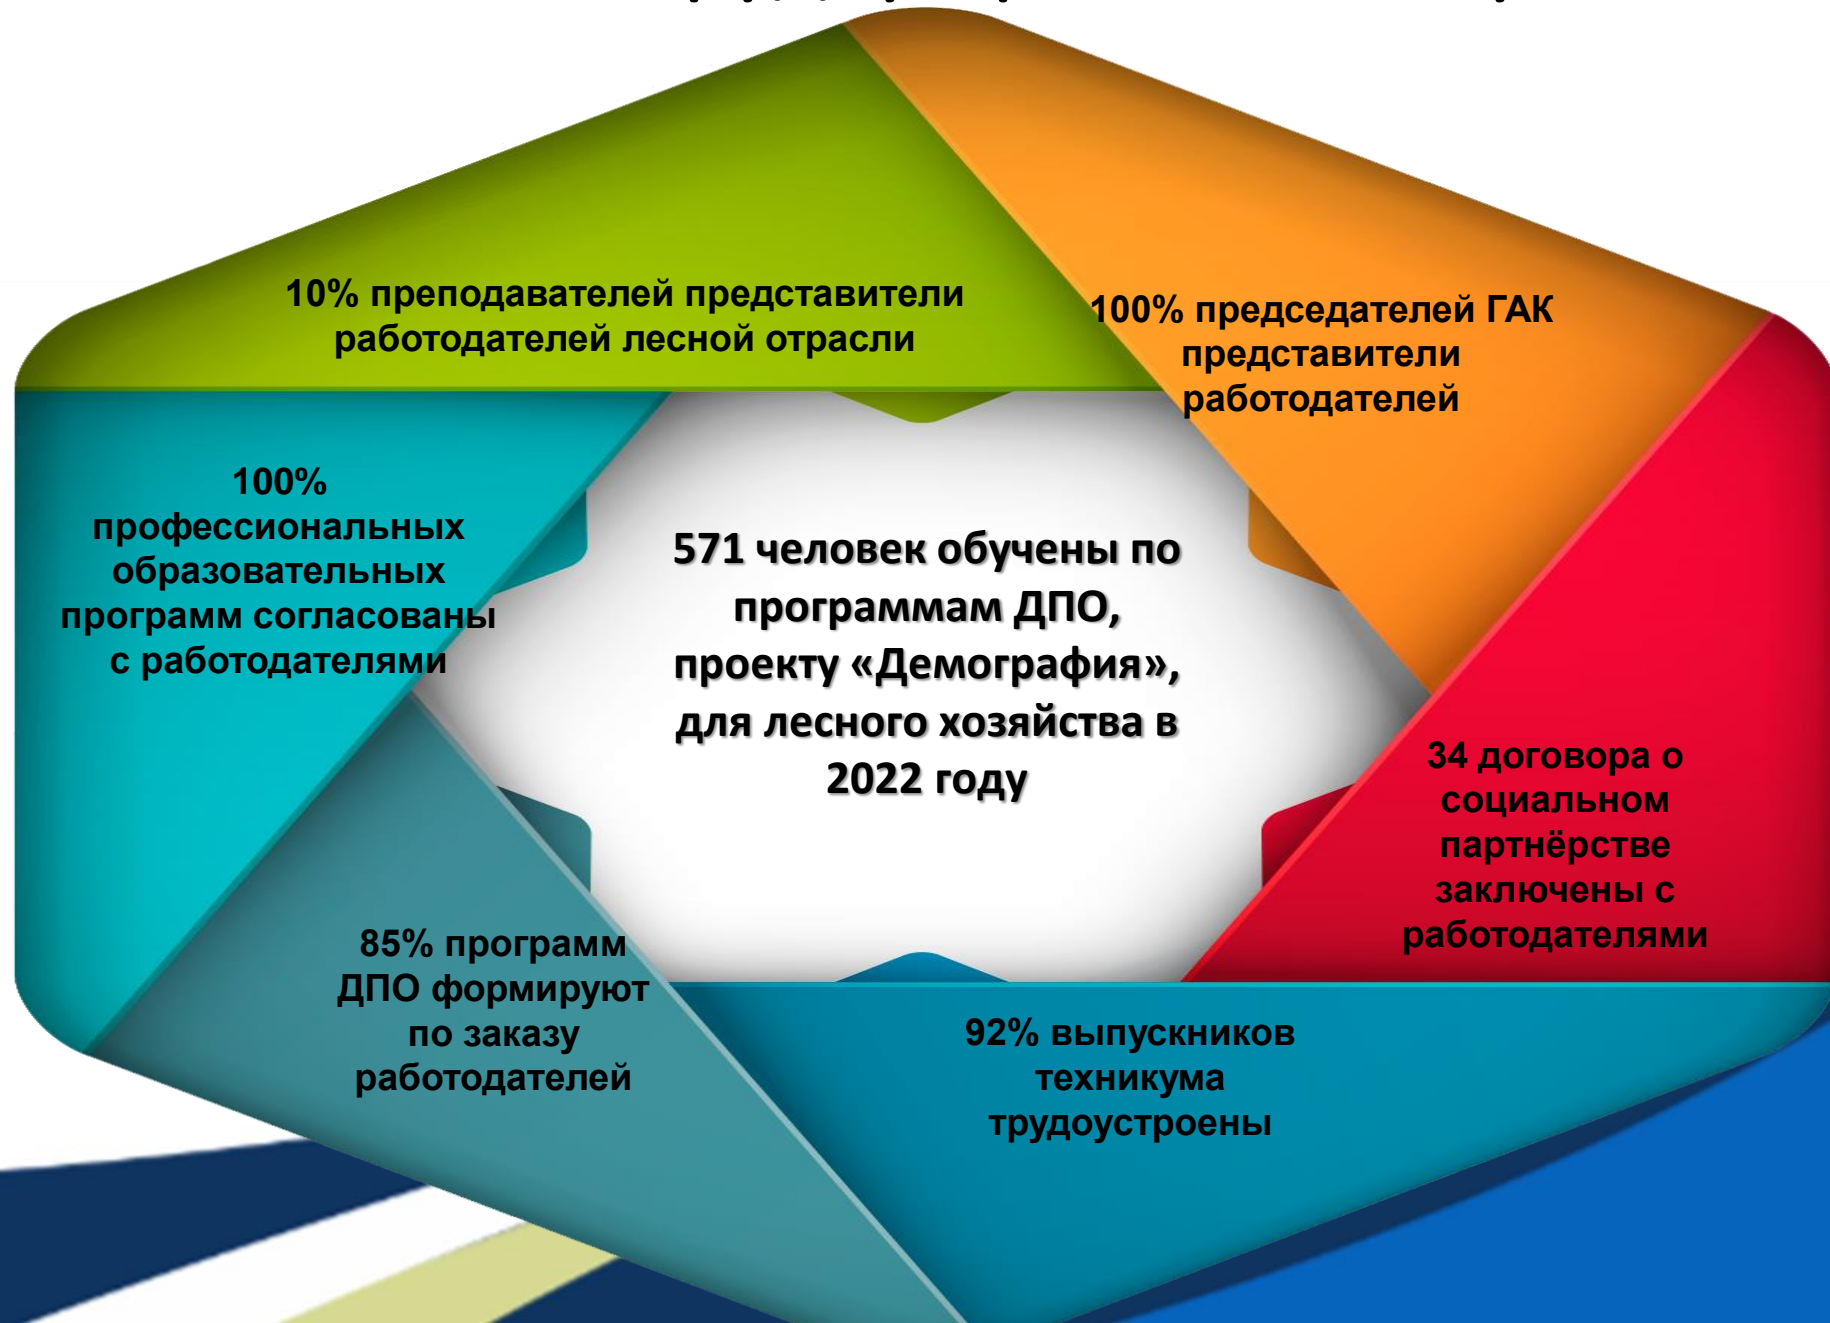 10% преподавателей представители
работодателей лесной отрасли
100% председателей ГАК
представители
работодателей
100%
профессиональных
образовательных
программ согласованы
с работодателями
571 человек обучены по
программам ДПО,
проекту «Демография»,
для лесного хозяйства в
2022 году
34 договора о
социальном
партнёрстве
заключены с
работодателями
85% программ
ДПО формируют
по заказу
работодателей
92% выпускников
техникума
трудоустроены